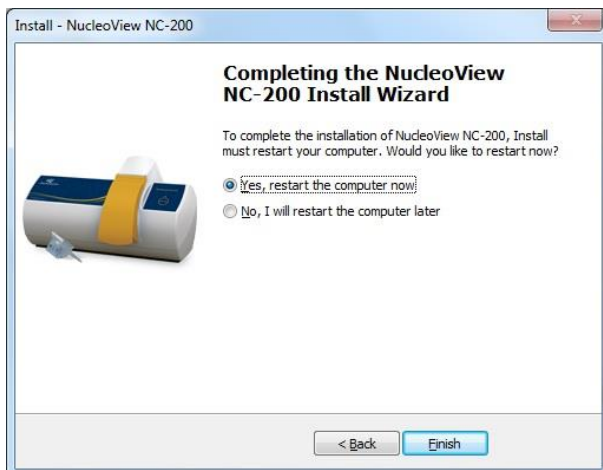 Install - NucleoView NC-200
Completing the NucleoView
NC-200 Install Wizard
To complete the installation of NucleoView NC-200, Install
must restart your computer. Would you like to restart now?
Yes, restart the computer now
No, I will restart the computer later
< Back
Finish